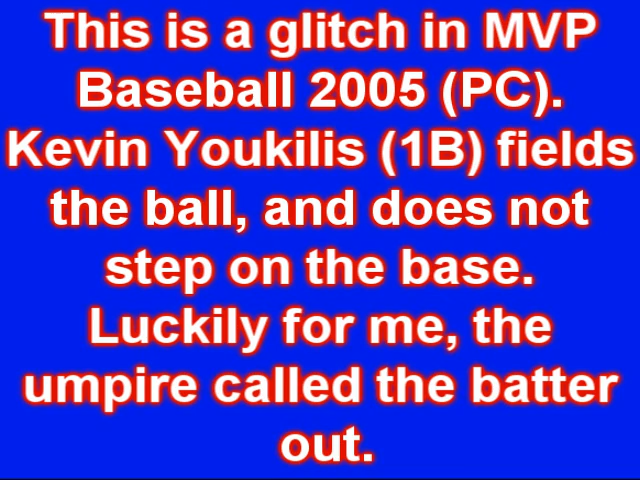 This is a glitch in MVP
Baseball 2005 (PC).
Kevin Youkilis (1B) fields
the ball, and does not
step on the base.
Luckily for me, the
umpire called the batter
out.